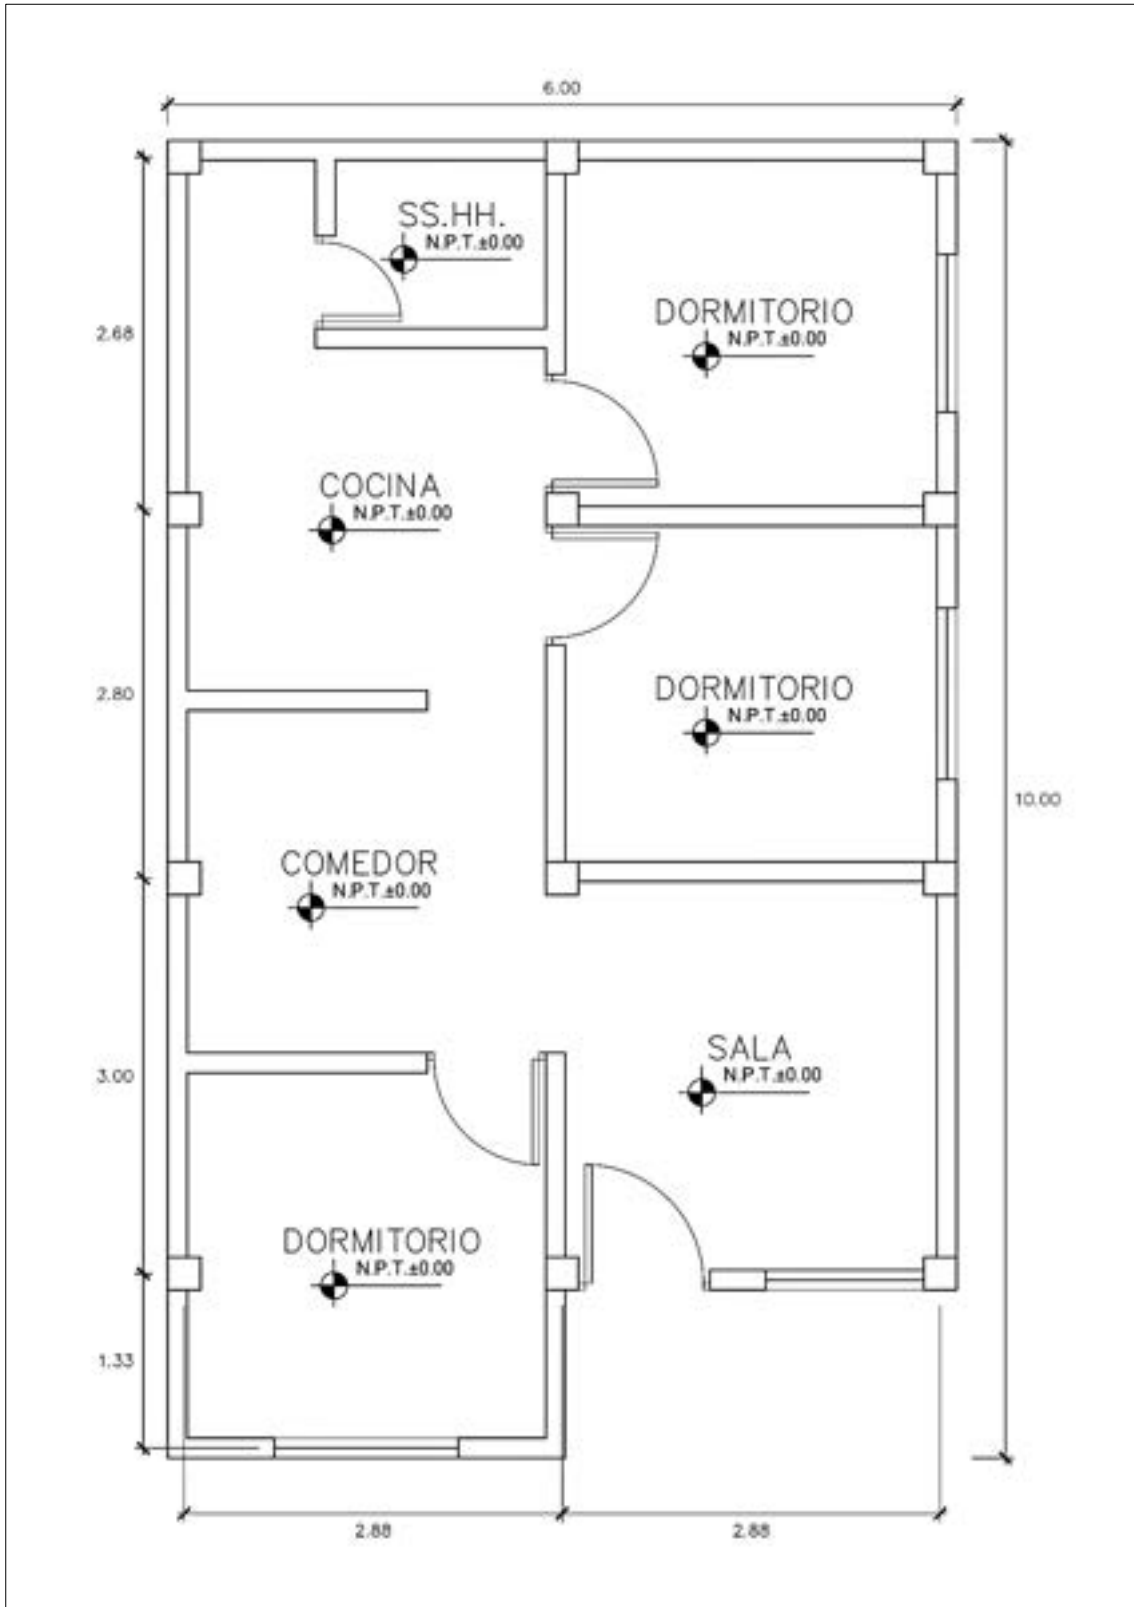 6.00
SS.HH.
N.P.T.±0.00
2.68
DORMITORIO
N.P.T.±0.00
COCINA
N.P.T.±0.00
2.80
DORMITORIO
N.P.T.±0.00
10.00
COMEDOR
N.P.T.±0.00
3.00
SALA
N.P.T.±0.00
DORMITORIO
N.P.T.±0.00
1.33
2.88
2.88